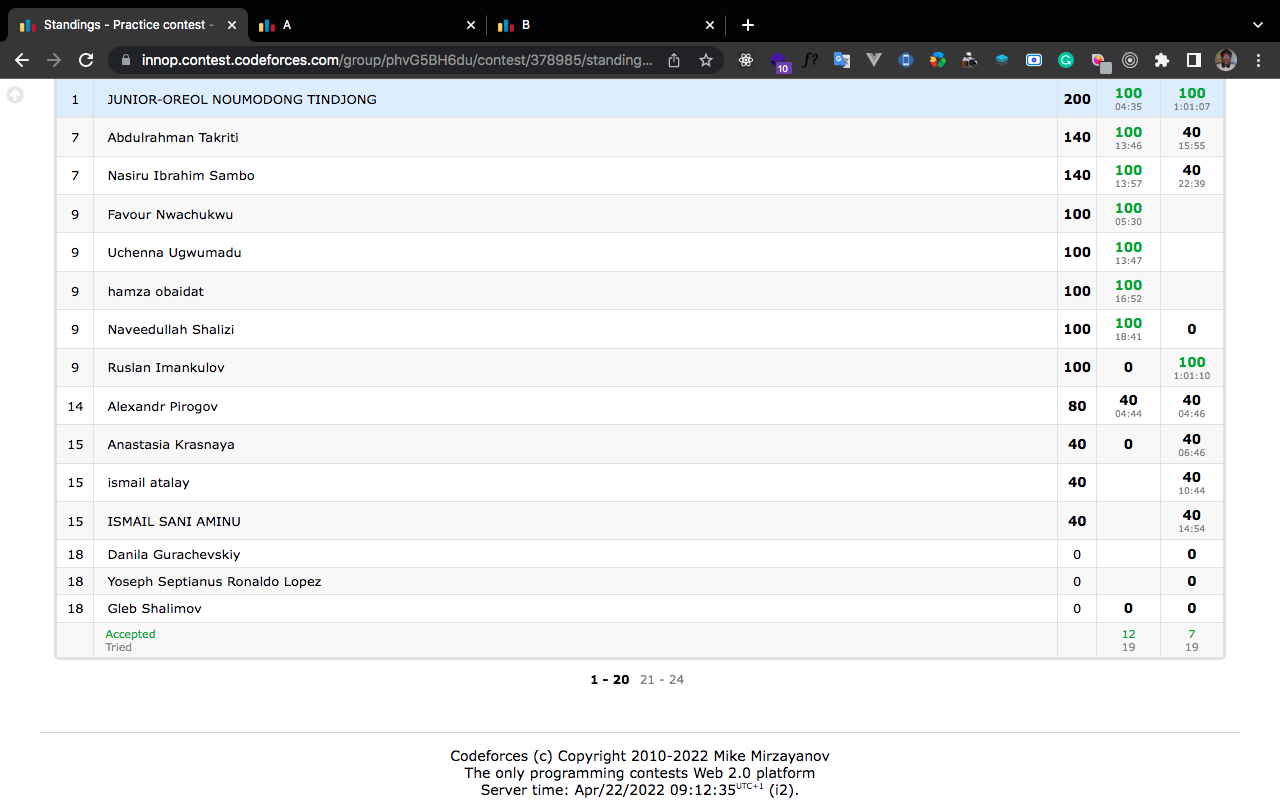 Standings - Practice contest -
A
B
innop.contest.codeforces.com/group/phvG5BH6du/contest/378985/standing...
f?
10
1 JUNIOR-OREOL NOUMODONG TINDJONG 200 100 100
04:35 1:01:07
7 Abdulrahman Takriti 140 100 40
13:46 15:55
7 Nasiru Ibrahim Sambo 140 100 40
13:57 22:39
9 Favour Nwachukwu 100 100
05:30
9 Uchenna Ugwumadu 100 100
13:47
9 hamza obaidat 100 100
16:52
9 Naveedullah Shalizi 100 100 0
18:41
9 Ruslan Imankulov 100 0 100
1:01:10
14 Alexandr Pirogov 80 40 40
04:44 04:46
15 Anastasia Krasnaya 40 0 40
06:46
15 ismail atalay 40 40
10:44
15 ISMAIL SANI AMINU 40 40
14:54
18 Danila Gurachevskiy 0 0
18 Yoseph Septianus Ronaldo Lopez 0 0
18 Gleb Shalimov 0 0 0
Accepted 12 7
Tried 19 19
1 - 20 21 - 24
Codeforces (c) Copyright 2010-2022 Mike Mirzayanov
The only programming contests Web 2.0 platform
Server time: Apr/22/2022 09:12:35UTC+1 (i2).